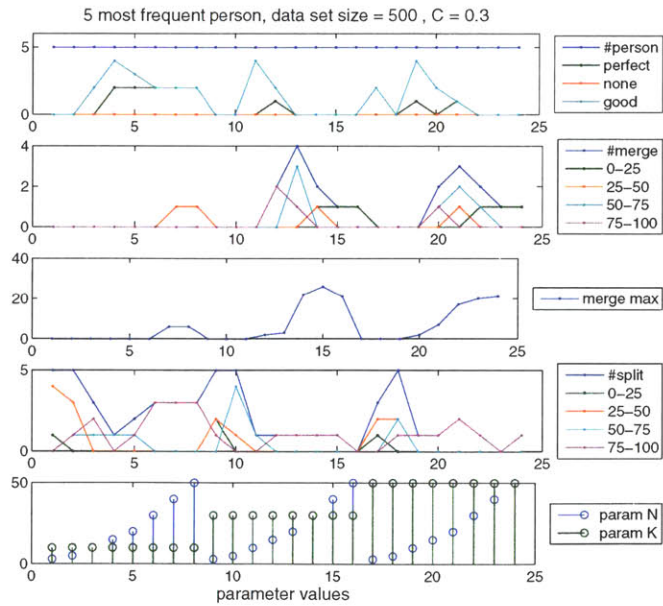 5 most frequent person, data set size = 500 , C = 0.3
5
0
0 5 10 15 20 25
#person
perfect
none
good
4
2
0
0 5 10 15 20 25
#merge
0-25
25-50
50-75
75-100
40
20
0
0 5 10 15 20 25
merge max
5
0
0 5 10 15 20 25
#split
0-25
25-50
50-75
75-100
50
0
0 5 10 15 20 25
param N
param K
parameter values